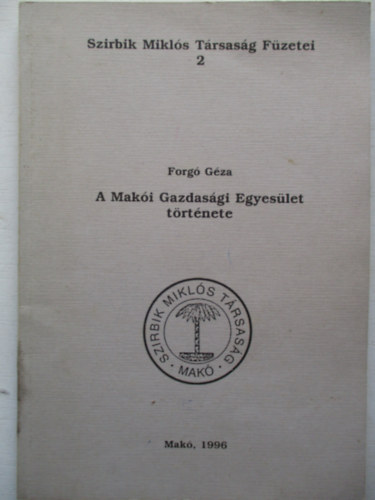 Szirbik Miklós Társaság Füzetei
2
Forgó Géza
A Makói Gazdasági Egyesület
története
SZIRBIK MIKLÓS TÁRSASÁG
· MAKÓ ·
Makó, 1996